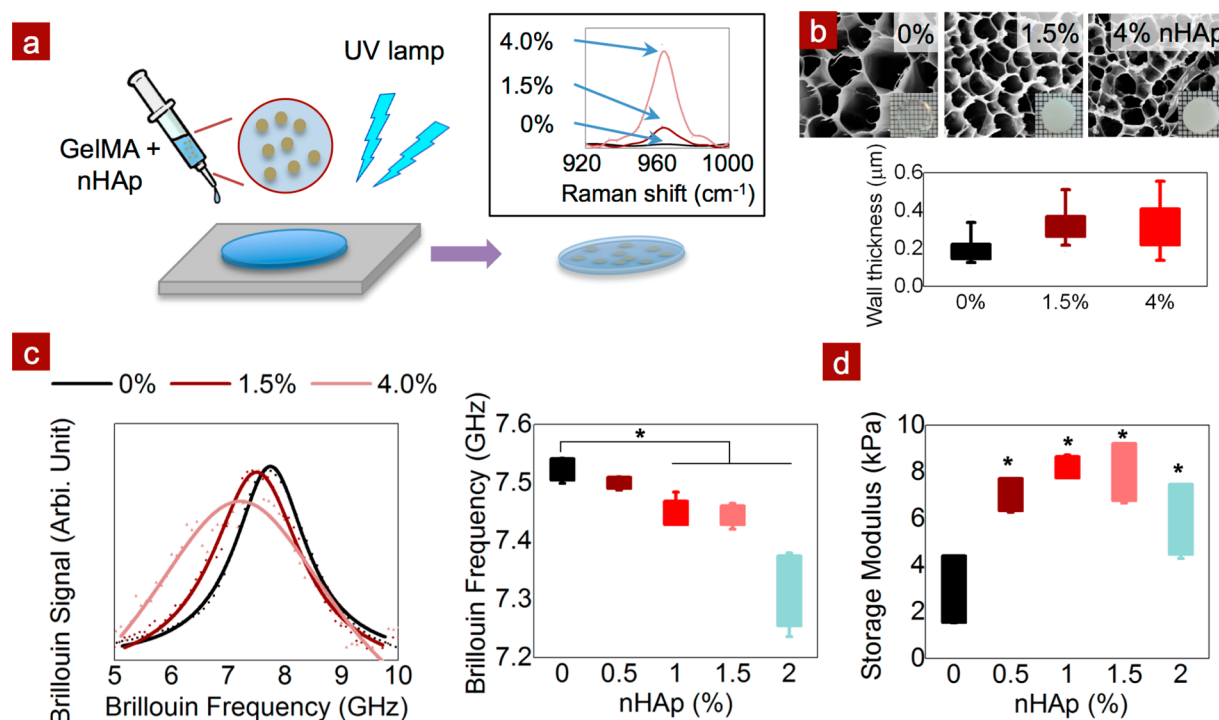 a
UV lamp
GelMA +
nHAp
4.0%
1.5%
0%
920 960 1000
Raman shift (cm⁻¹)
b
0% 1.5% 4% nHAp
Wall thickness (μm)
0.6
0.4
0.2
0.0
0% 1.5% 4%
c
0% 1.5% 4.0%
Brillouin Signal (Arbi. Unit)
5 6 7 8 9 10
Brillouin Frequency (GHz)
Brillouin Frequency (GHz)
7.6
7.5
7.4
7.3
7.2
*
0 0.5 1 1.5 2
nHAp (%)
d
Storage Modulus (kPa)
10
8
6
4
2
0
* * * *
0 0.5 1 1.5 2
nHAp (%)